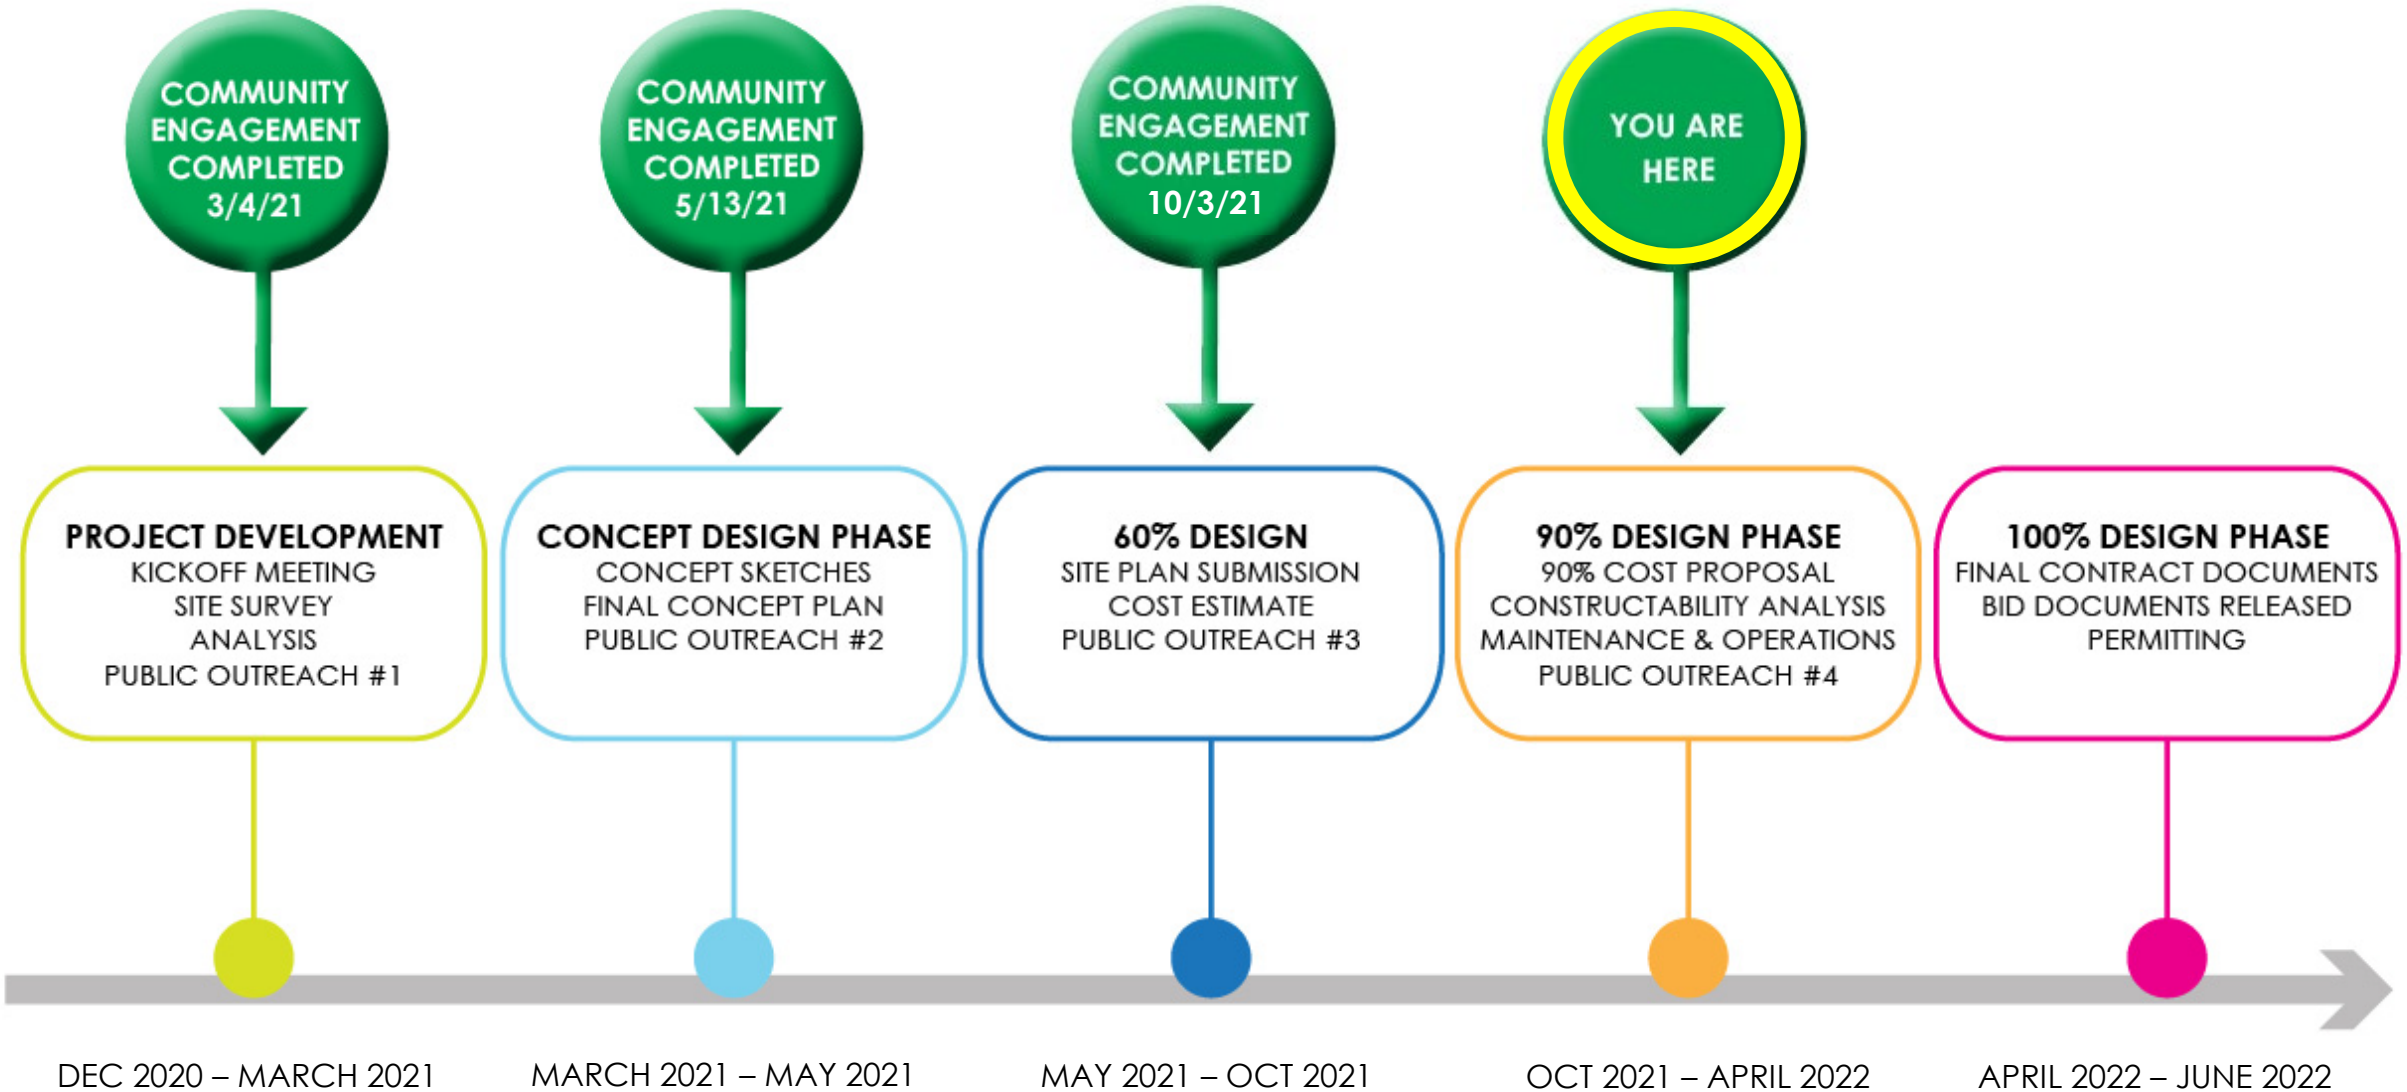 COMMUNITY
ENGAGEMENT
COMPLETED
3/4/21
COMMUNITY
ENGAGEMENT
COMPLETED
5/13/21
COMMUNITY
ENGAGEMENT
COMPLETED
10/3/21
YOU ARE
HERE
PROJECT DEVELOPMENT
KICKOFF MEETING
SITE SURVEY
ANALYSIS
PUBLIC OUTREACH #1
CONCEPT DESIGN PHASE
CONCEPT SKETCHES
FINAL CONCEPT PLAN
PUBLIC OUTREACH #2
60% DESIGN
SITE PLAN SUBMISSION
COST ESTIMATE
PUBLIC OUTREACH #3
90% DESIGN PHASE
90% COST PROPOSAL
CONSTRUCTABILITY ANALYSIS
MAINTENANCE & OPERATIONS
PUBLIC OUTREACH #4
100% DESIGN PHASE
FINAL CONTRACT DOCUMENTS
BID DOCUMENTS RELEASED
PERMITTING
DEC 2020 – MARCH 2021
MARCH 2021 – MAY 2021
MAY 2021 – OCT 2021
OCT 2021 – APRIL 2022
APRIL 2022 – JUNE 2022